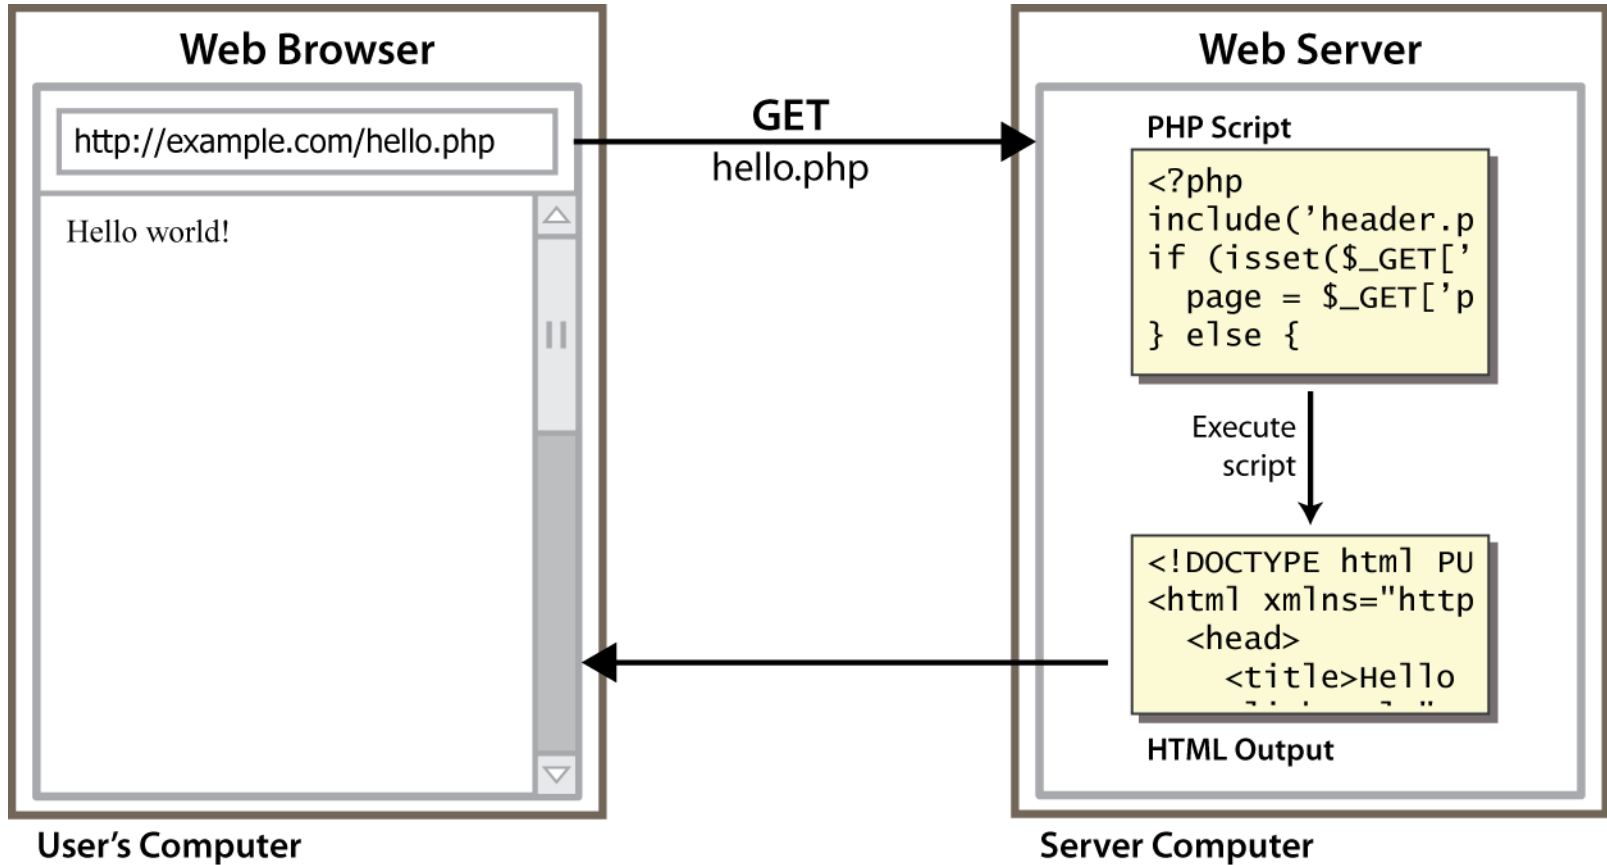 Web Browser
http://example.com/hello.php
Hello world!
User’s Computer
GET
hello.php
Web Server
PHP Script
<?php
include(’header.p
if (isset($_GET[’
  page = $_GET[’p
} else {
Execute
script
<!DOCTYPE html PU
<html xmlns="http
  <head>
    <title>Hello
HTML Output
Server Computer